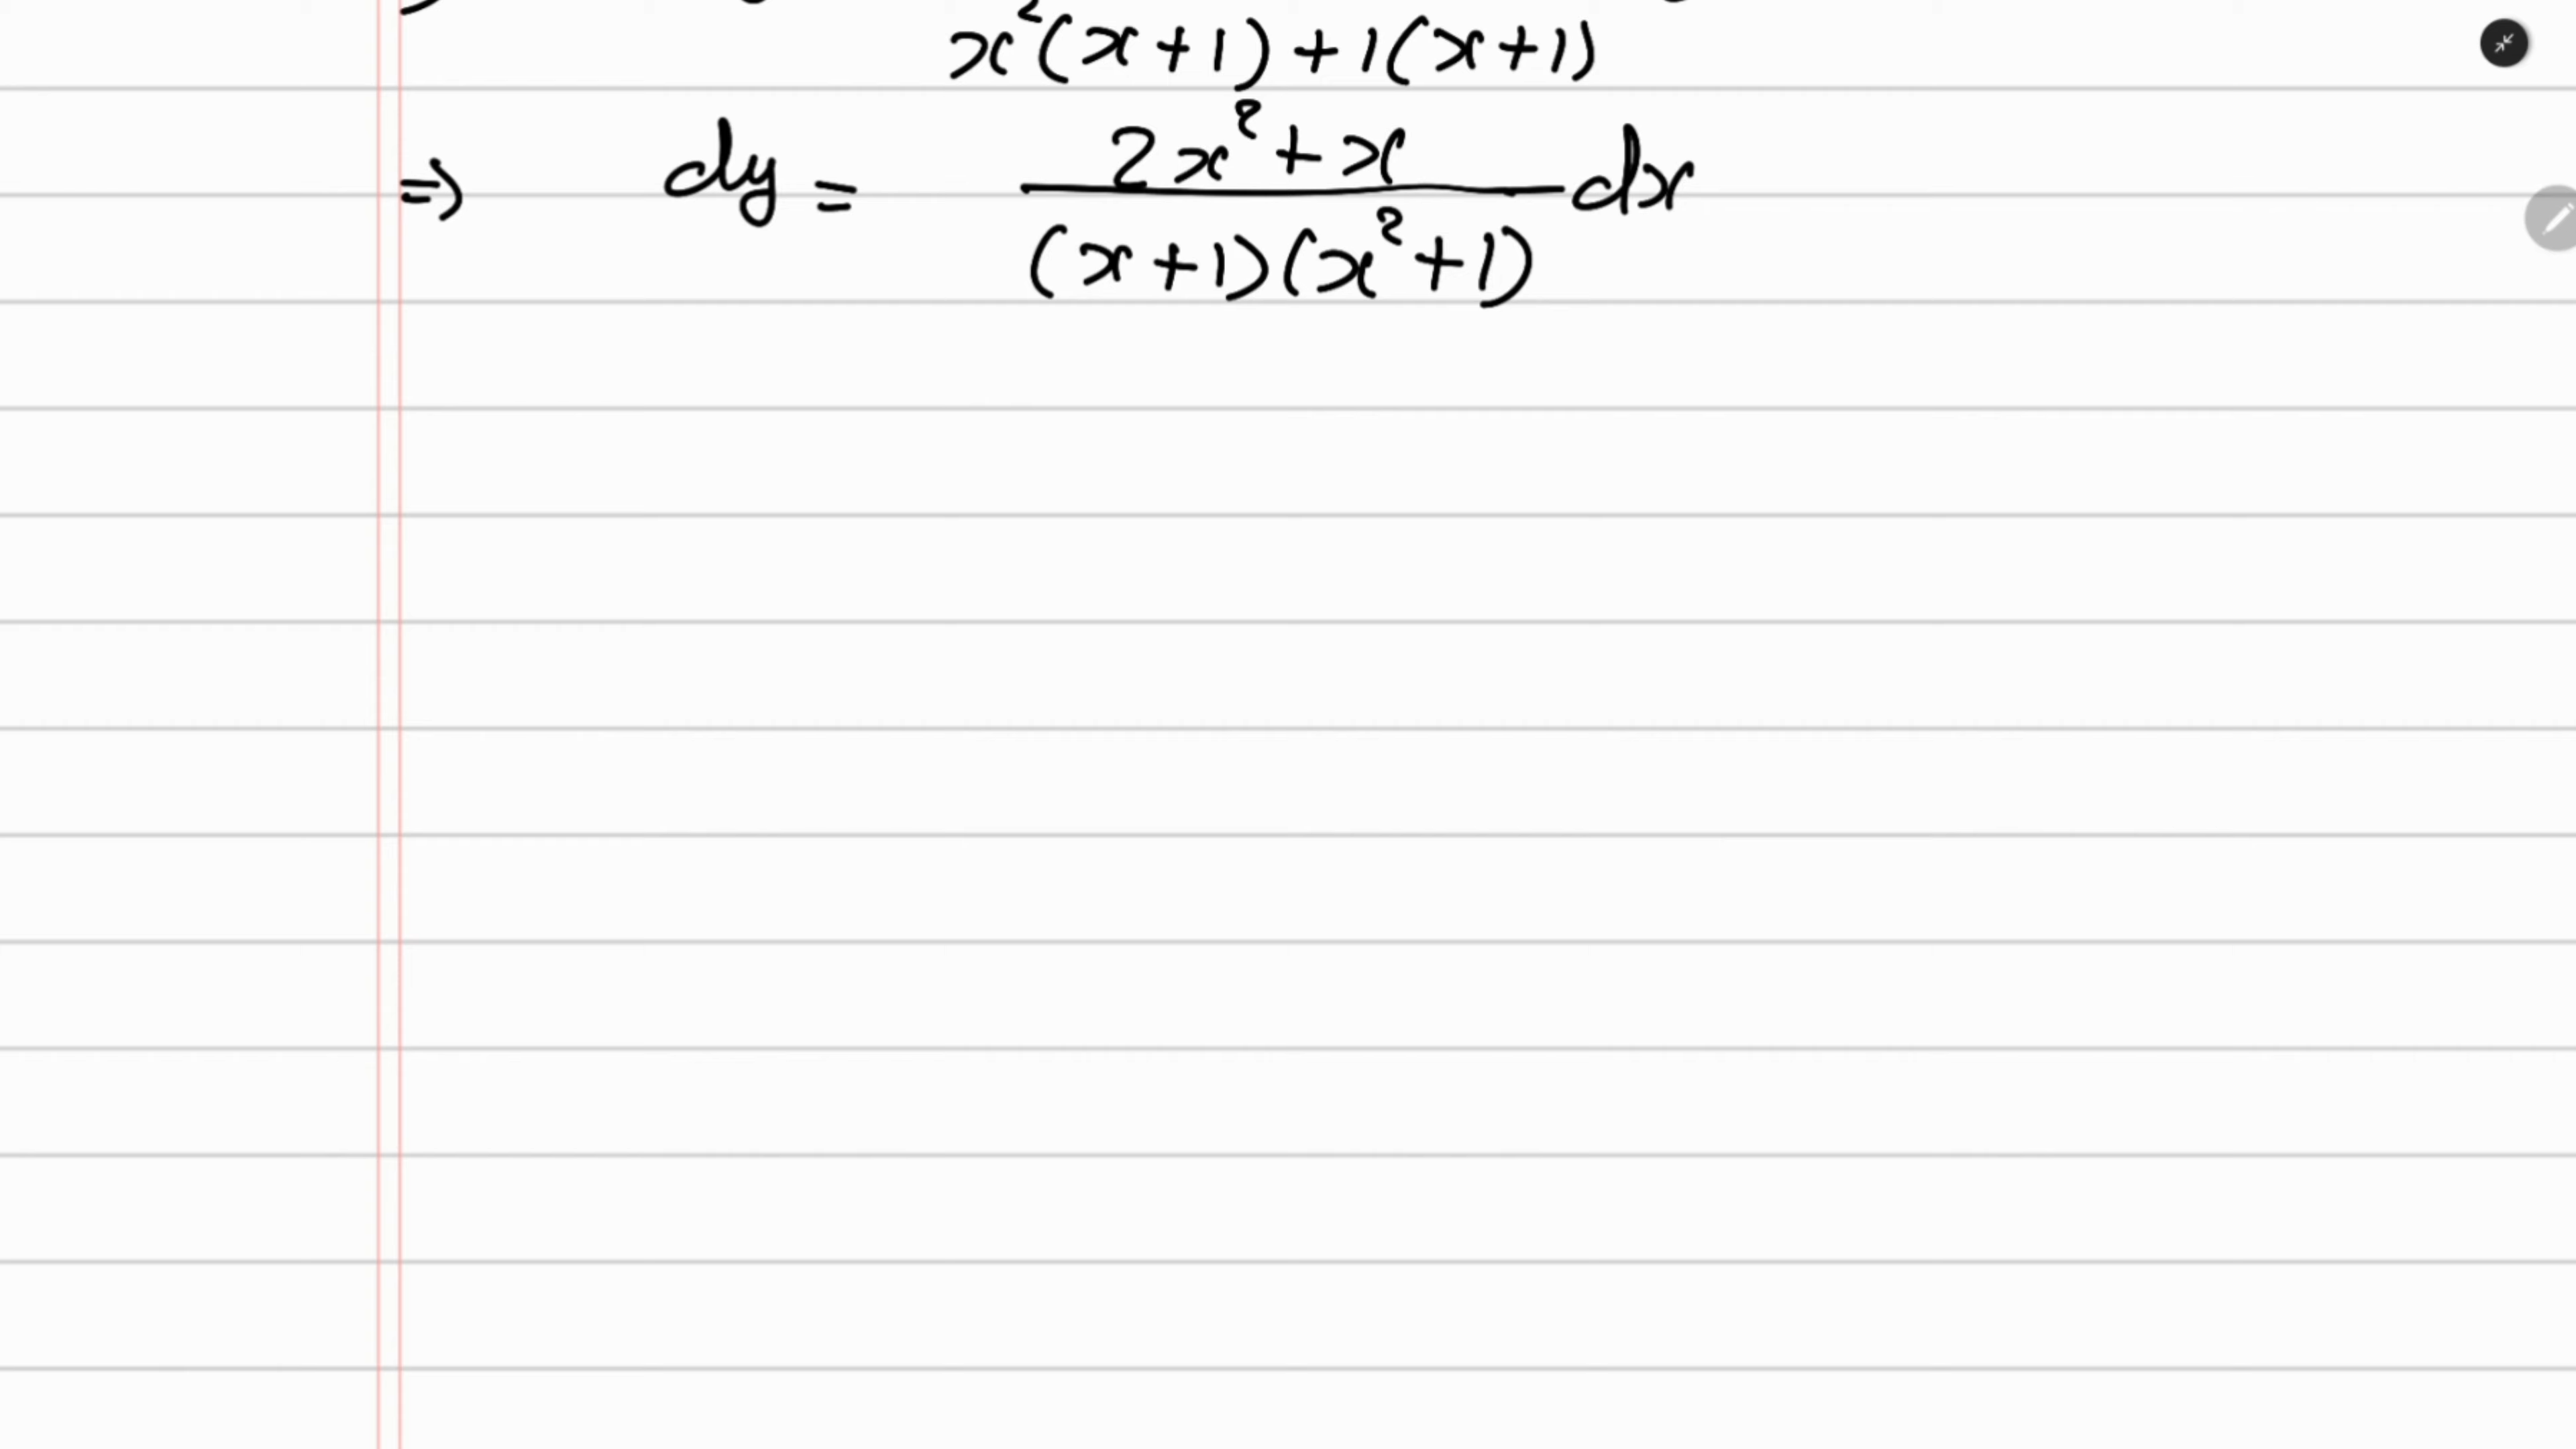 x²(x+1)+1(x+1)
⇒ dy = (2x²+x)/((x+1)(x²+1)) dx